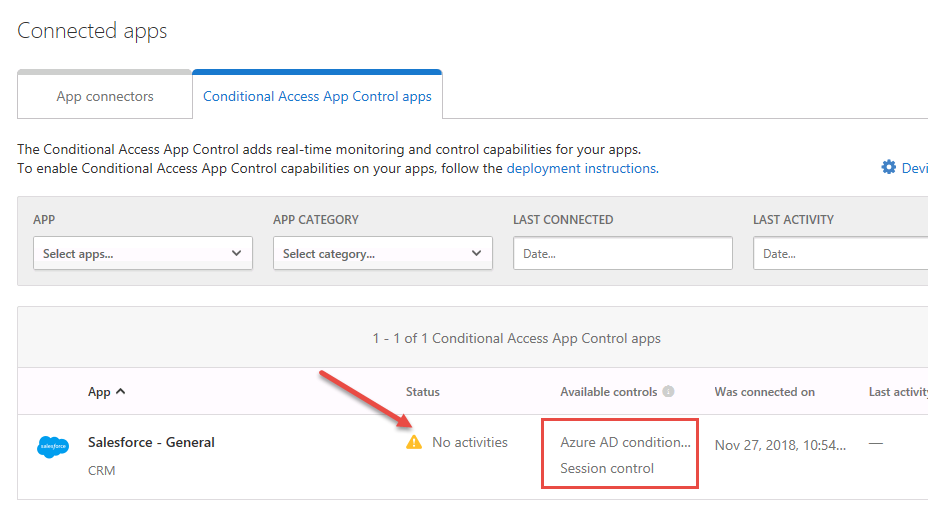 Connected apps
App connectors
Conditional Access App Control apps
The Conditional Access App Control adds real-time monitoring and control capabilities for your apps.
To enable Conditional Access App Control capabilities on your apps, follow the deployment instructions.
Devi
APP APP CATEGORY LAST CONNECTED LAST ACTIVITY
Select apps... Select category... Date... Date...
1 - 1 of 1 Conditional Access App Control apps
App Status Available controls Was connected on Last activity
salesforce
Salesforce - General No activities Azure AD condition... Nov 27, 2018, 10:54... —
CRM Session control